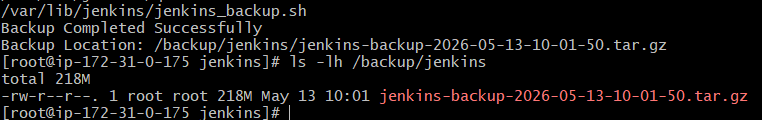 /var/lib/jenkins/jenkins_backup.sh
Backup Completed Successfully
Backup Location: /backup/jenkins/jenkins-backup-2026-05-13-10-01-50.tar.gz
[root@ip-172-31-0-175 jenkins]# ls -lh /backup/jenkins
total 218M
-rw-r--r--. 1 root root 218M May 13 10:01 jenkins-backup-2026-05-13-10-01-50.tar.gz
[root@ip-172-31-0-175 jenkins]#